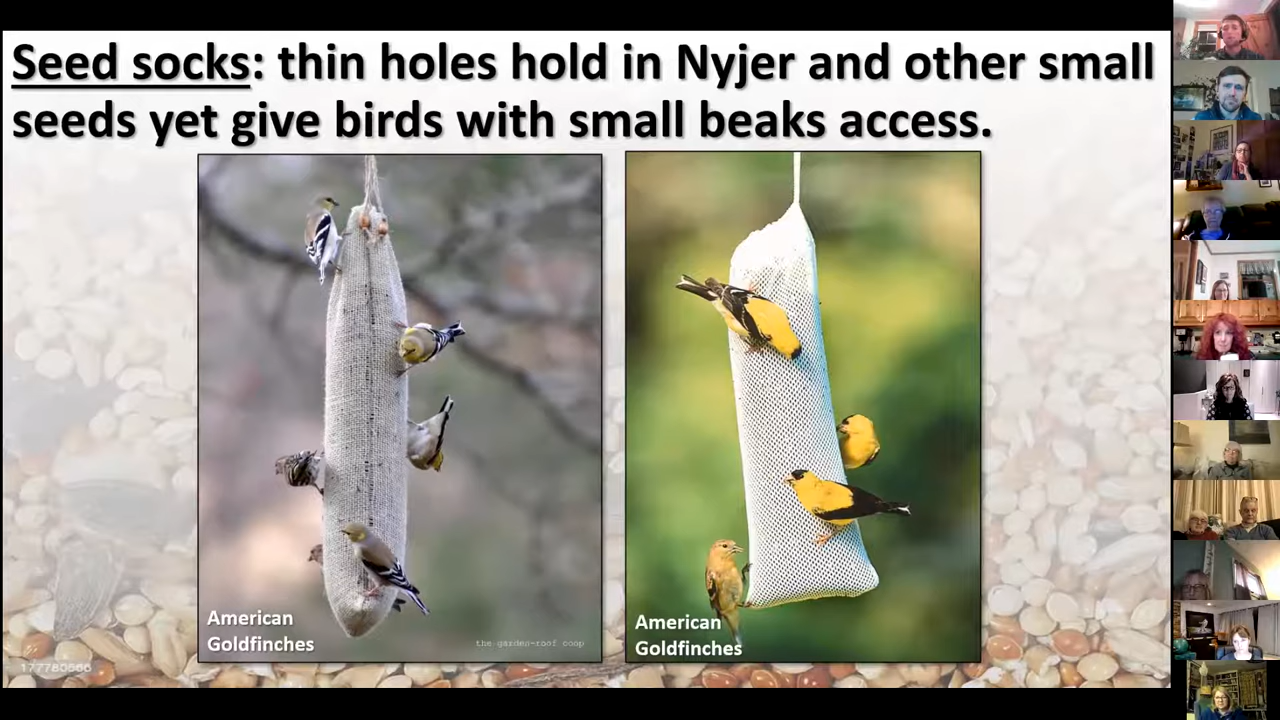 Seed socks: thin holes hold in Nyjer and other small
seeds yet give birds with small beaks access.
American
Goldfinches
the garden-roof coop
American
Goldfinches
177780566